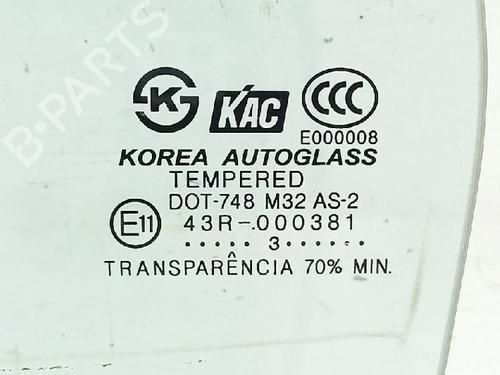 B-PARTS
K KAC CCC
E000008
KOREA AUTOGLASS
TEMPERED
DOT-748 M32 AS-2
E11 43R-.000381
..... 3......
TRANSPARÊNCIA 70% MIN.